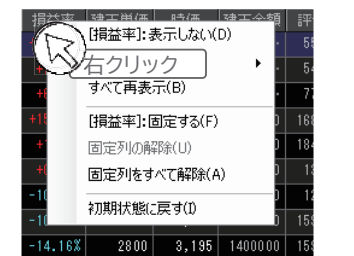 損益率 建玉単価 時価 建玉金額 評
[損益率]:表示しない(D)
右クリック
すべて再表示(B)
[損益率]:固定する(F)
固定列の解除(U)
固定列をすべて解除(A)
初期状態に戻す(I)
-14.16% 2800 3,195 1400000 159